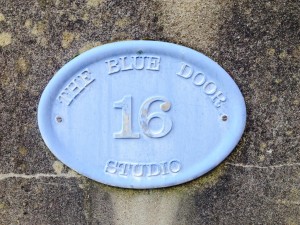 THE BLUE DOOR
16
STUDIO